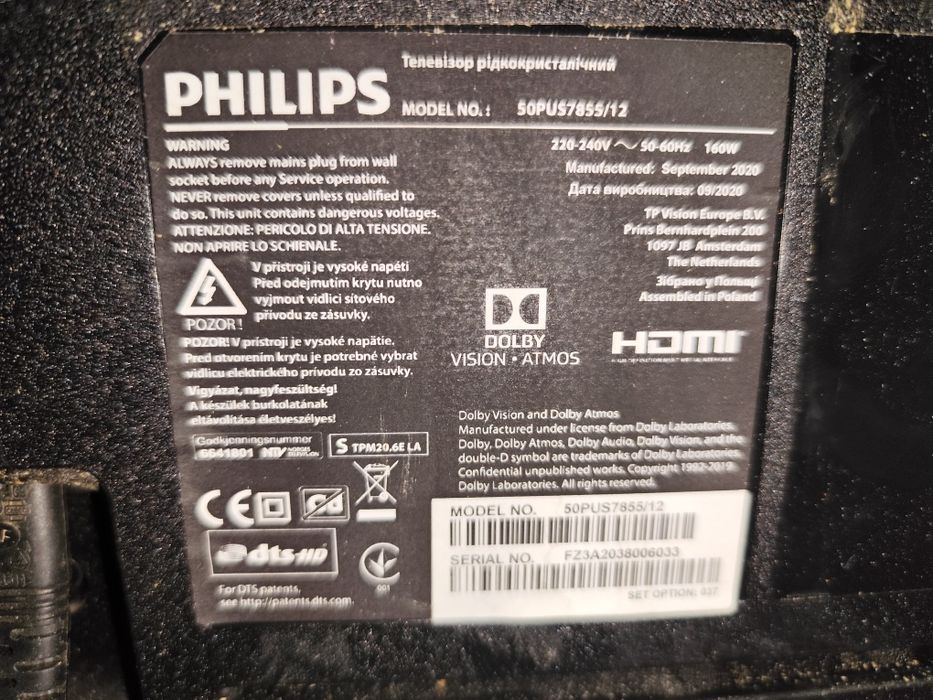 PHILIPS
Телевізор рідкокристалічний
MODEL NO.: 50PUS7855/12
WARNING
ALWAYS remove mains plug from wall
socket before any Service operation.
NEVER remove covers unless qualified to
do so. This unit contains dangerous voltages.
ATTENZIONE: PERICOLO DI ALTA TENSIONE.
NON APRIRE LO SCHIENALE.
220-240V ~ 50-60Hz 160W
Manufactured: September 2020
Дата виробництва: 09/2020
TP Vision Europe B.V.
Prins Bernhardplein 200
1097 JB Amsterdam
The Netherlands
Зібрано у Польщі
Assembled in Poland
V přístroji je vysoké napětí
Před odejmutím krytu nutno
vyjmout vidlici síťového
přívodu ze zásuvky.
POZOR!
POZOR! V prístroji je vysoké napätie.
Pred otvorením krytu je potrebné vybrat
vidlicu elektrického prívodu zo zásuvky.
Vigyázat, nagyfeszültség!
A készülek burkolatának
eltávolítása életveszélyes!
DOLBY
VISION • ATMOS
HDMI
Godkjenningsnummer
6641801 NTV
S TPM20.6E LA
Dolby Vision and Dolby Atmos
Manufactured under license from Dolby Laboratories.
Dolby, Dolby Atmos, Dolby Audio, Dolby Vision, and the
double-D symbol are trademarks of Dolby Laboratories.
Confidential unpublished works. Copyright 1992-2019
Dolby Laboratories. All rights reserved.
CE
dts-HD
001
For DTS patents,
see http://patents.dts.com.
MODEL NO. 50PUS7855/12
SERIAL NO. FZ3A2038006033
SET OPTION: 037